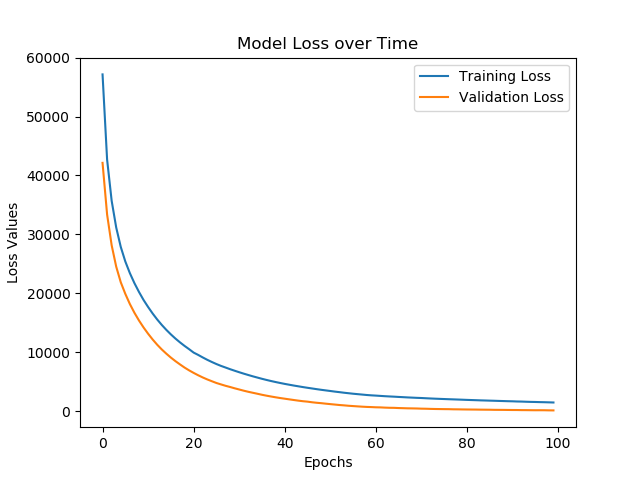 Model Loss over Time
Training Loss
Validation Loss
60000
50000
40000
30000
20000
10000
0
Loss Values
0 20 40 60 80 100
Epochs